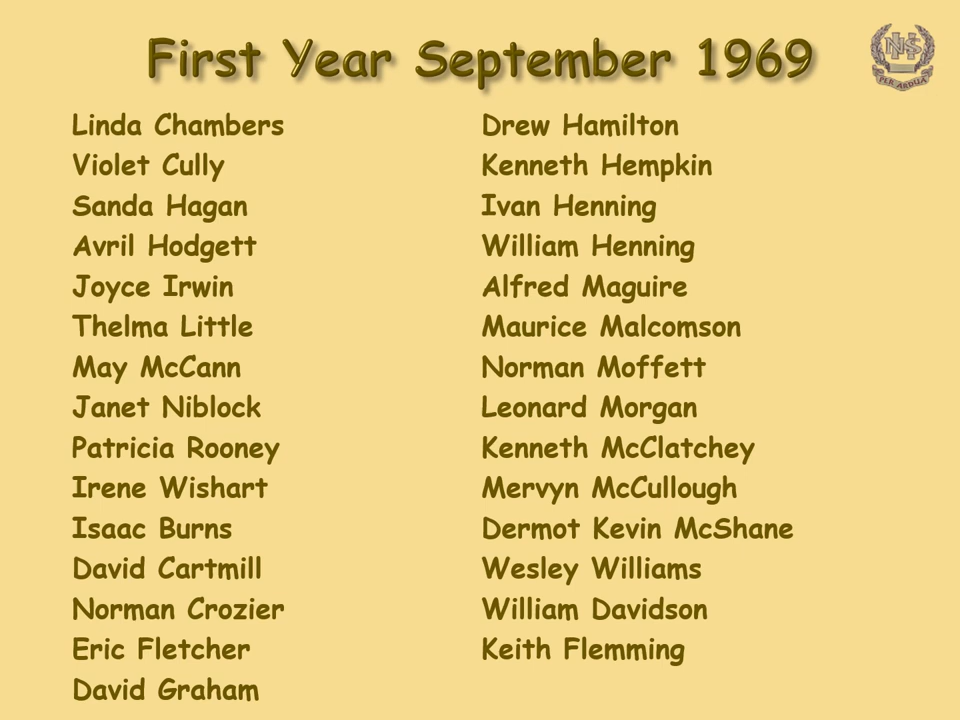 First Year September 1969
NIS
PER ARDUA
Linda Chambers
Violet Cully
Sanda Hagan
Avril Hodgett
Joyce Irwin
Thelma Little
May McCann
Janet Niblock
Patricia Rooney
Irene Wishart
Isaac Burns
David Cartmill
Norman Crozier
Eric Fletcher
David Graham
Drew Hamilton
Kenneth Hempkin
Ivan Henning
William Henning
Alfred Maguire
Maurice Malcomson
Norman Moffett
Leonard Morgan
Kenneth McClatchey
Mervyn McCullough
Dermot Kevin McShane
Wesley Williams
William Davidson
Keith Flemming